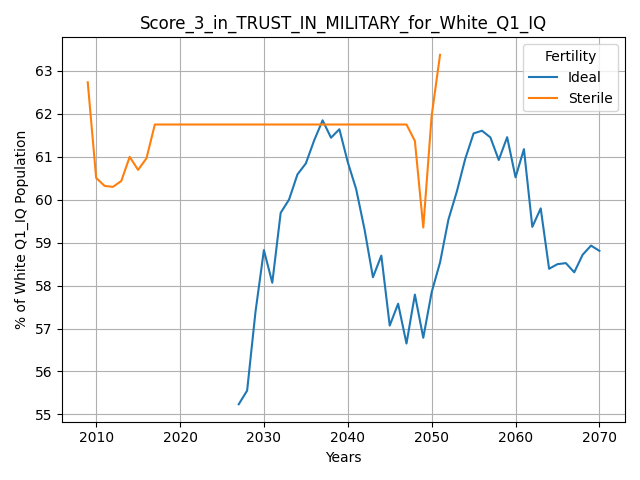 Score_3_in_TRUST_IN_MILITARY_for_White_Q1_IQ
Fertility
Ideal
Sterile
% of White Q1_IQ Population
63
62
61
60
59
58
57
56
55
2010 2020 2030 2040 2050 2060 2070
Years